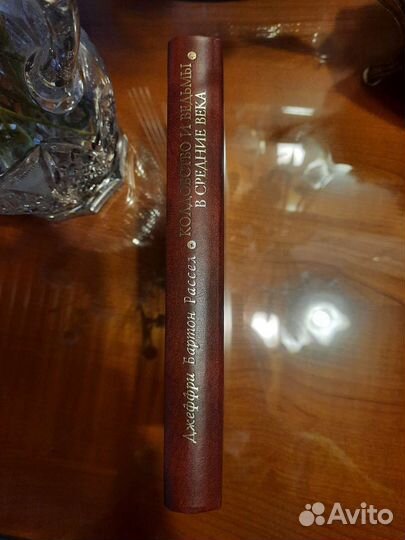 Джеффри Бартон Рассел
КОЛДОВСТВО И ВЕДЬМЫ
В СРЕДНИЕ ВЕКА
Avito